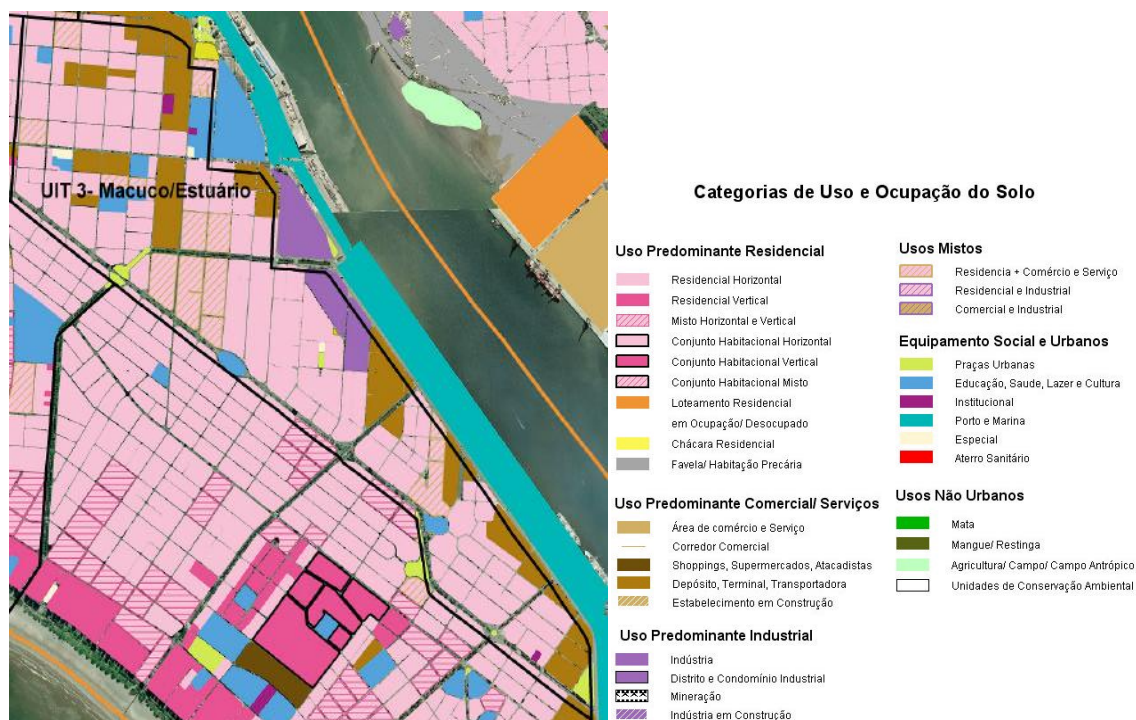 UIT 3- Macuco/Estuário
Categorias de Uso e Ocupação do Solo
Uso Predominante Residencial
Residencial Horizontal
Residencial Vertical
Misto Horizontal e Vertical
Conjunto Habitacional Horizontal
Conjunto Habitacional Vertical
Conjunto Habitacional Misto
Loteamento Residencial
em Ocupação/ Desocupado
Chácara Residencial
Favela/ Habitação Precária
Uso Predominante Comercial/ Serviços
Área de comércio e Serviço
Corredor Comercial
Shoppings, Supermercados, Atacadistas
Depósito, Terminal, Transportadora
Estabelecimento em Construção
Uso Predominante Industrial
Indústria
Distrito e Condomínio Industrial
Mineração
Indústria em Construção
Usos Mistos
Residencia + Comércio e Serviço
Residencial e Industrial
Comercial e Industrial
Equipamento Social e Urbanos
Praças Urbanas
Educação, Saude, Lazer e Cultura
Institucional
Porto e Marina
Especial
Aterro Sanitário
Usos Não Urbanos
Mata
Mangue/ Restinga
Agricultura/ Campo/ Campo Antrópico
Unidades de Conservação Ambiental